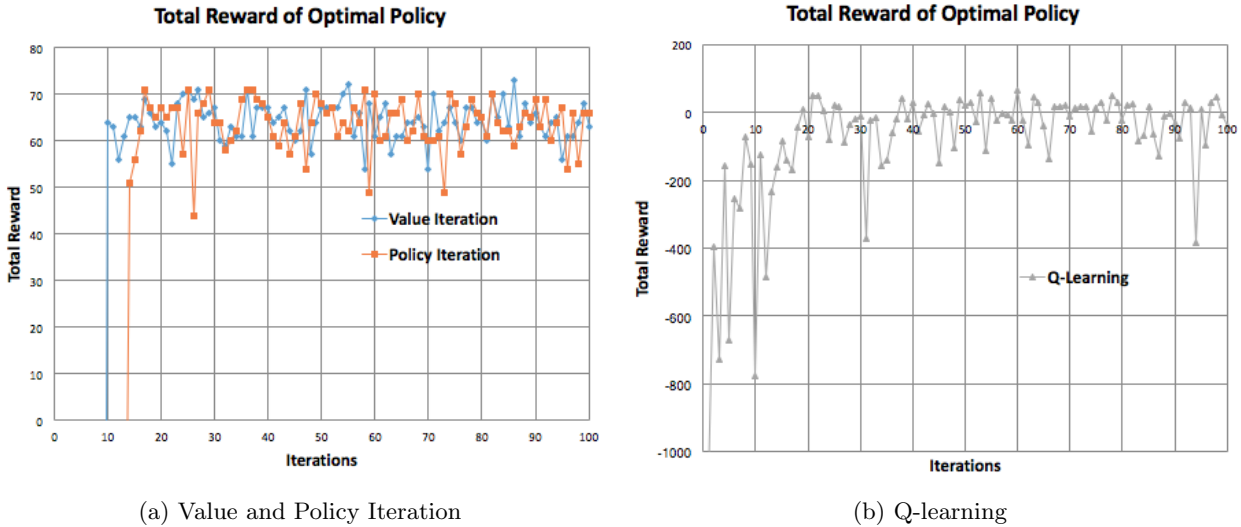 Total Reward of Optimal Policy
80
70
60
50
40
30
20
10
0
Total Reward
Value Iteration
Policy Iteration
0 10 20 30 40 50 60 70 80 90 100
Iterations
(a) Value and Policy Iteration
Total Reward of Optimal Policy
200
0
-200
-400
-600
-800
-1000
Total Reward
0 10 20 30 40 50 60 70 80 90 100
Q-Learning
Iterations
(b) Q-learning